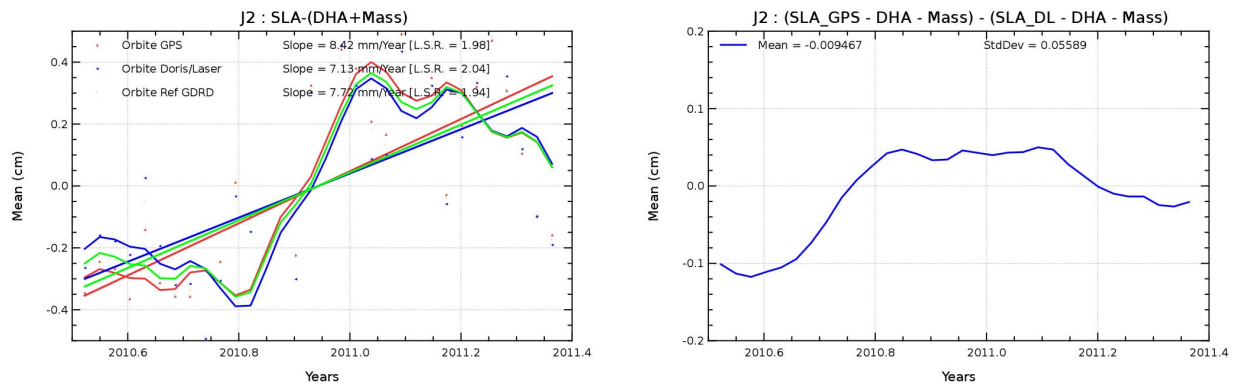 J2 : SLA-(DHA+Mass)
Orbite GPS Slope = 8.42 mm/Year [L.S.R. = 1.98]
Orbite Doris/Laser Slope = 7.13 mm/Year [L.S.R. = 2.04]
Orbite Ref GDRD Slope = 7.72 mm/Year [L.S.R. = 1.94]
Mean (cm)
0.4
0.2
0.0
-0.2
-0.4
2010.6 2010.8 2011.0 2011.2 2011.4
Years
J2 : (SLA_GPS - DHA - Mass) - (SLA_DL - DHA - Mass)
Mean = -0.009467 StdDev = 0.05589
Mean (cm)
0.2
0.1
0.0
-0.1
-0.2
2010.6 2010.8 2011.0 2011.2 2011.4
Years